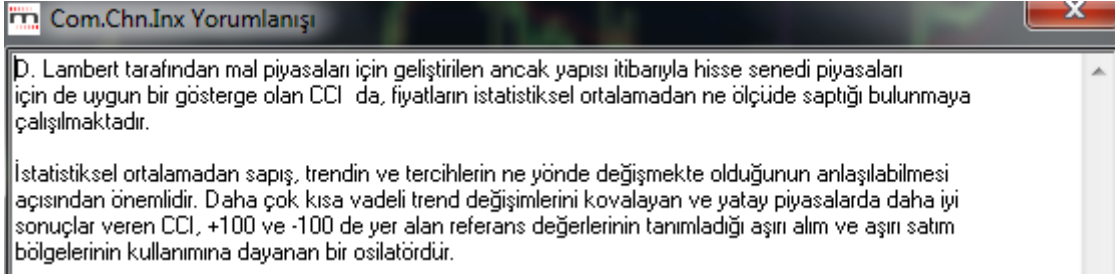 Com.Chn.Inx Yorumlanışı
D. Lambert tarafından mal piyasaları için geliştirilen ancak yapısı itibarıyla hisse senedi piyasaları
için de uygun bir gösterge olan CCI  da, fiyatların istatistiksel ortalamadan ne ölçüde saptığı bulunmaya
çalışılmaktadır.
İstatistiksel ortalamadan sapış, trendin ve tercihlerin ne yönde değişmekte olduğunun anlaşılabilmesi
açısından önemlidir. Daha çok kısa vadeli trend değişimlerini kovalayan ve yatay piyasalarda daha iyi
sonuçlar veren CCI, +100 ve -100 de yer alan referans değerlerinin tanımladığı aşırı alım ve aşırı satım
bölgelerinin kullanımına dayanan bir osilatördür.